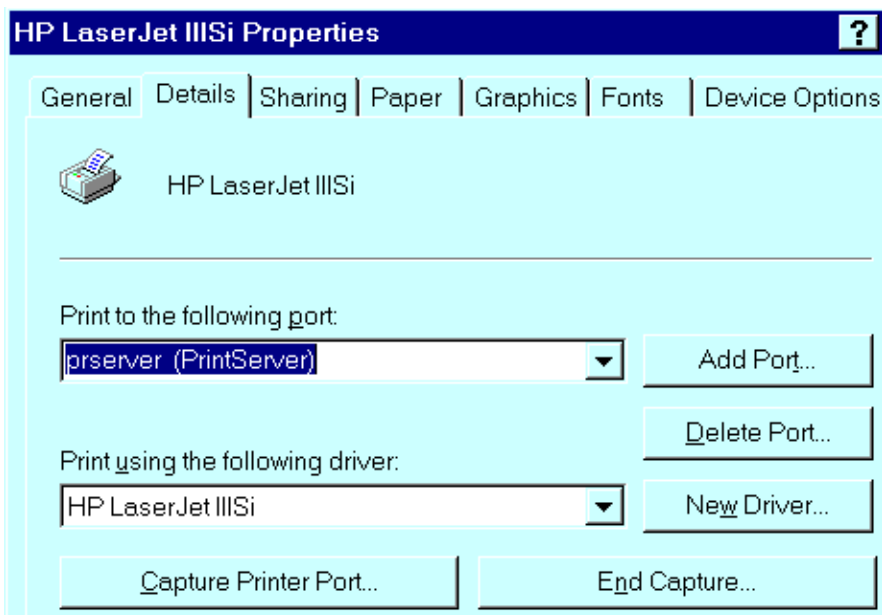 HP LaserJet IIISi Properties ?
General Details Sharing Paper Graphics Fonts Device Options
HP LaserJet IIISi
Print to the following port:
prserver (PrintServer) Add Port...
Delete Port...
Print using the following driver:
HP LaserJet IIISi New Driver...
Capture Printer Port... End Capture...